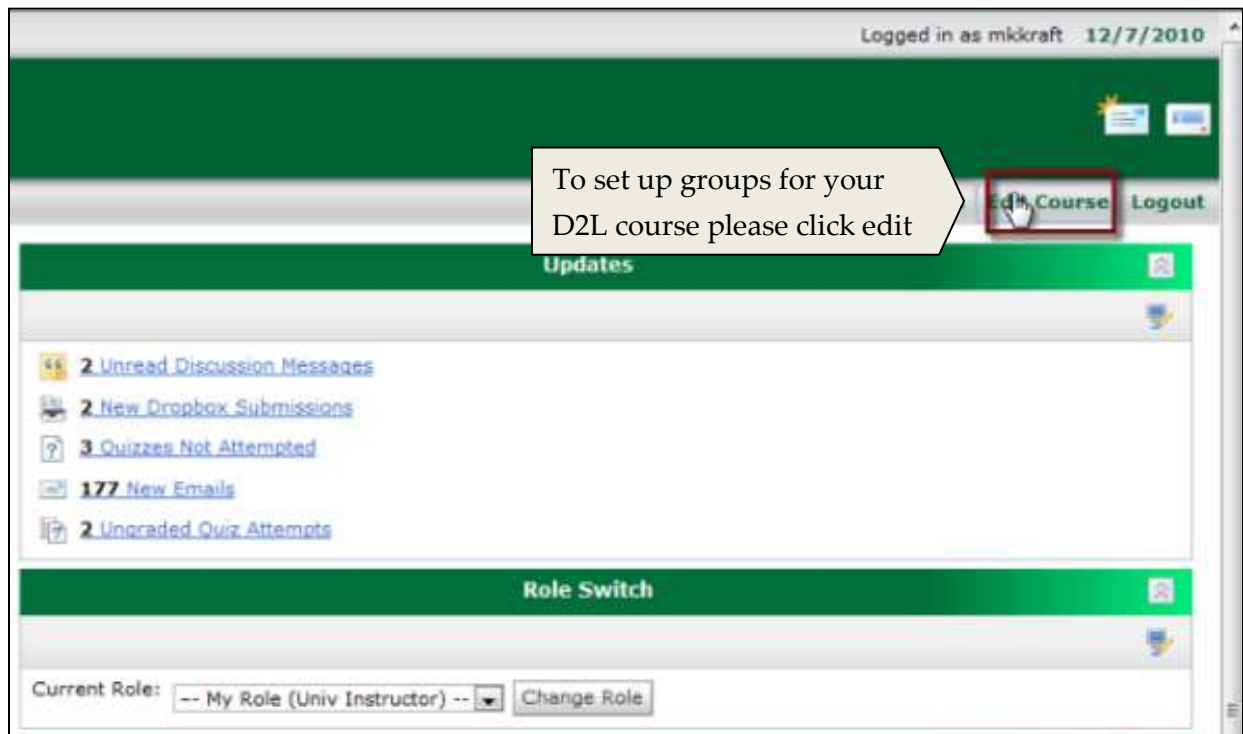 Logged in as mkkraft 12/7/2010
To set up groups for your
D2L course please click edit
Edit Course Logout
Updates
2 Unread Discussion Messages
2 New Dropbox Submissions
3 Quizzes Not Attempted
177 New Emails
2 Ungraded Quiz Attempts
Role Switch
Current Role: -- My Role (Univ Instructor) -- Change Role